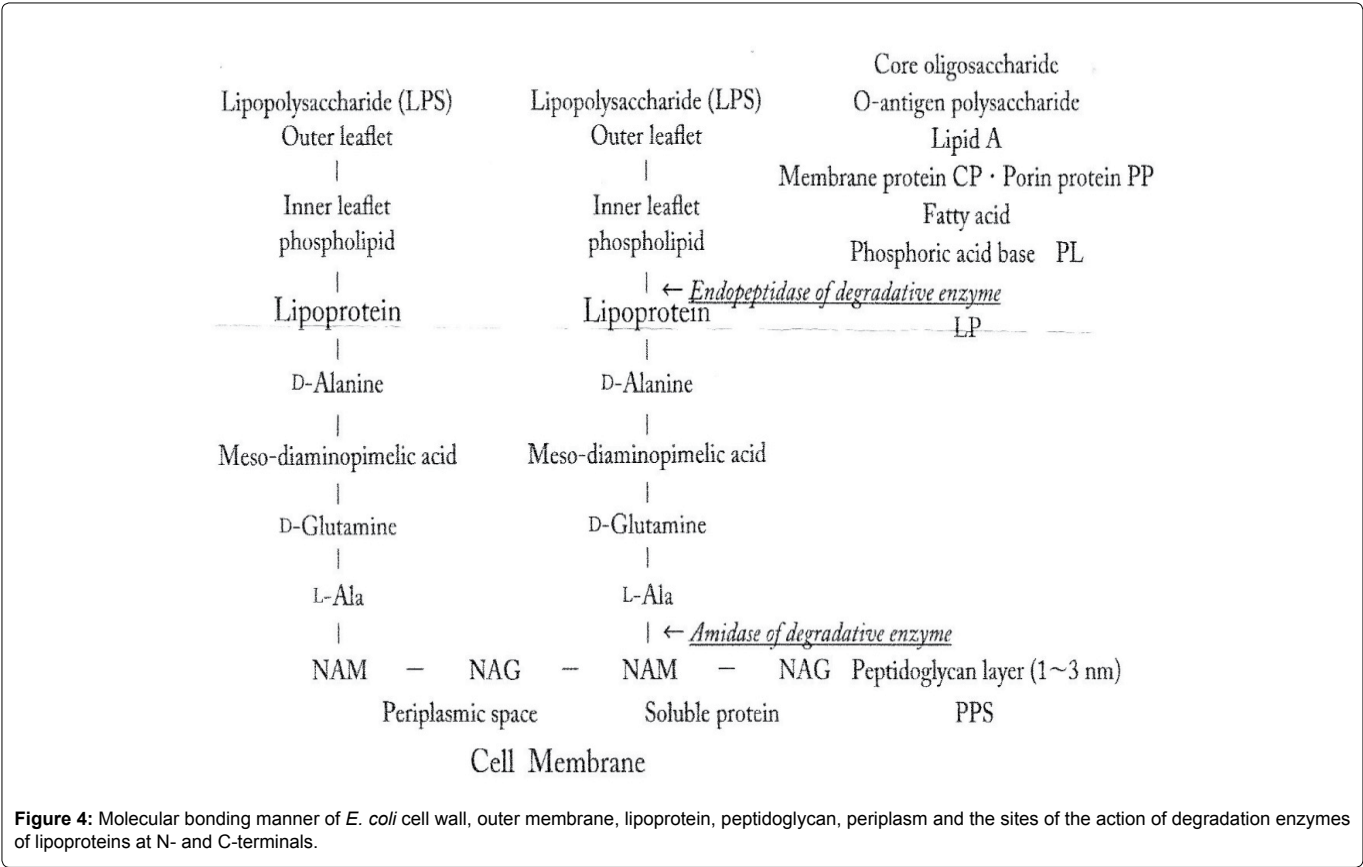 Core oligosaccharide
Lipopolysaccharide (LPS) Lipopolysaccharide (LPS) O-antigen polysaccharide
Outer leaflet Outer leaflet Lipid A
| |
Membrane protein CP · Porin protein PP
Inner leaflet Inner leaflet Fatty acid
phospholipid phospholipid Phosphoric acid base PL
| | ← Endopeptidase of degradative enzyme
Lipoprotein Lipoprotein LP
| |
D-Alanine D-Alanine
| |
Meso-diaminopimelic acid Meso-diaminopimelic acid
| |
D-Glutamine D-Glutamine
| |
L-Ala L-Ala
| | ← Amidase of degradative enzyme
NAM – NAG – NAM – NAG Peptidoglycan layer (1~3 nm)
Periplasmic space Soluble protein PPS
Cell Membrane
Figure 4: Molecular bonding manner of E. coli cell wall, outer membrane, lipoprotein, peptidoglycan, periplasm and the sites of the action of degradation enzymes
of lipoproteins at N- and C-terminals.